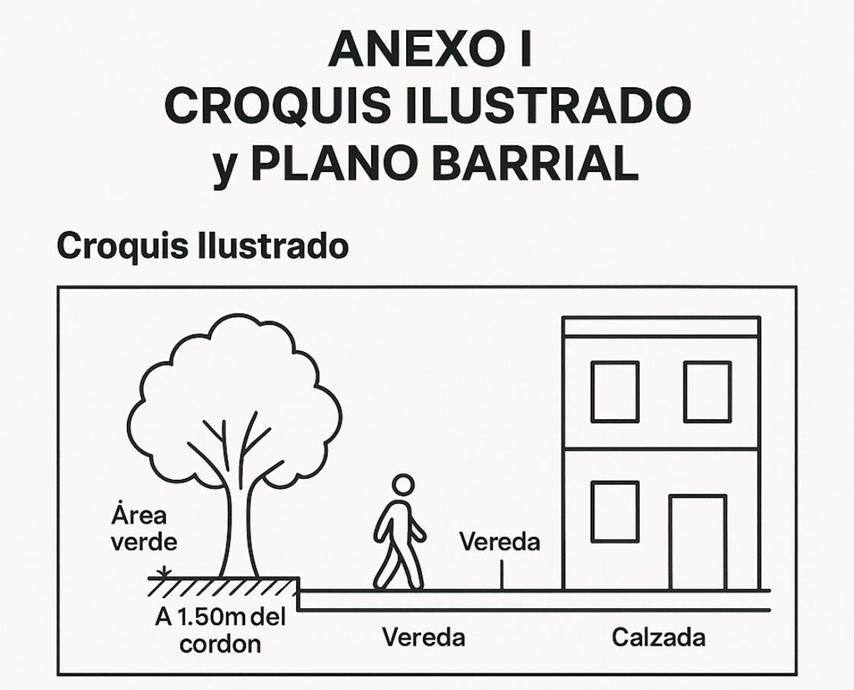 ANEXO I
CROQUIS ILUSTRADO
y PLANO BARRIAL
Croquis Ilustrado
Área
verde
Vereda
A 1.50m del
cordon
Vereda
Calzada